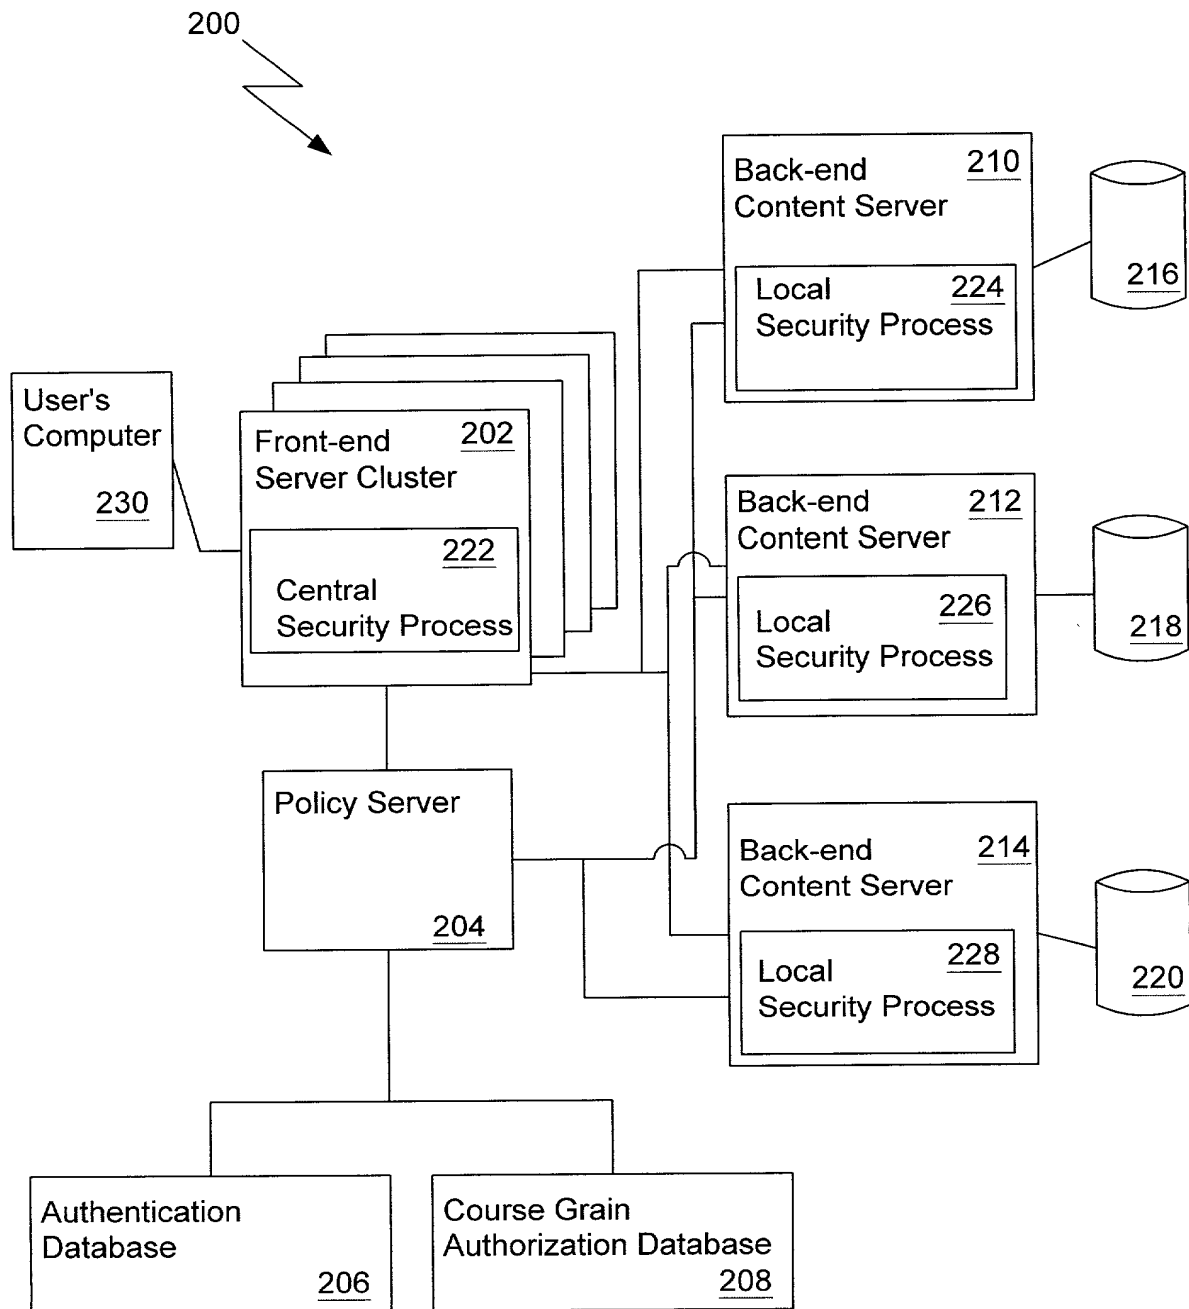 200
Back-end 210
Content Server
Local 224
Security Process
216
User's
Computer
230
Front-end 202
Server Cluster
222
Central
Security Process
Back-end 212
Content Server
226
Local
Security Process
218
Policy Server
204
Back-end 214
Content Server
228
Local
Security Process
220
Authentication
Database
206
Course Grain
Authorization Database
208